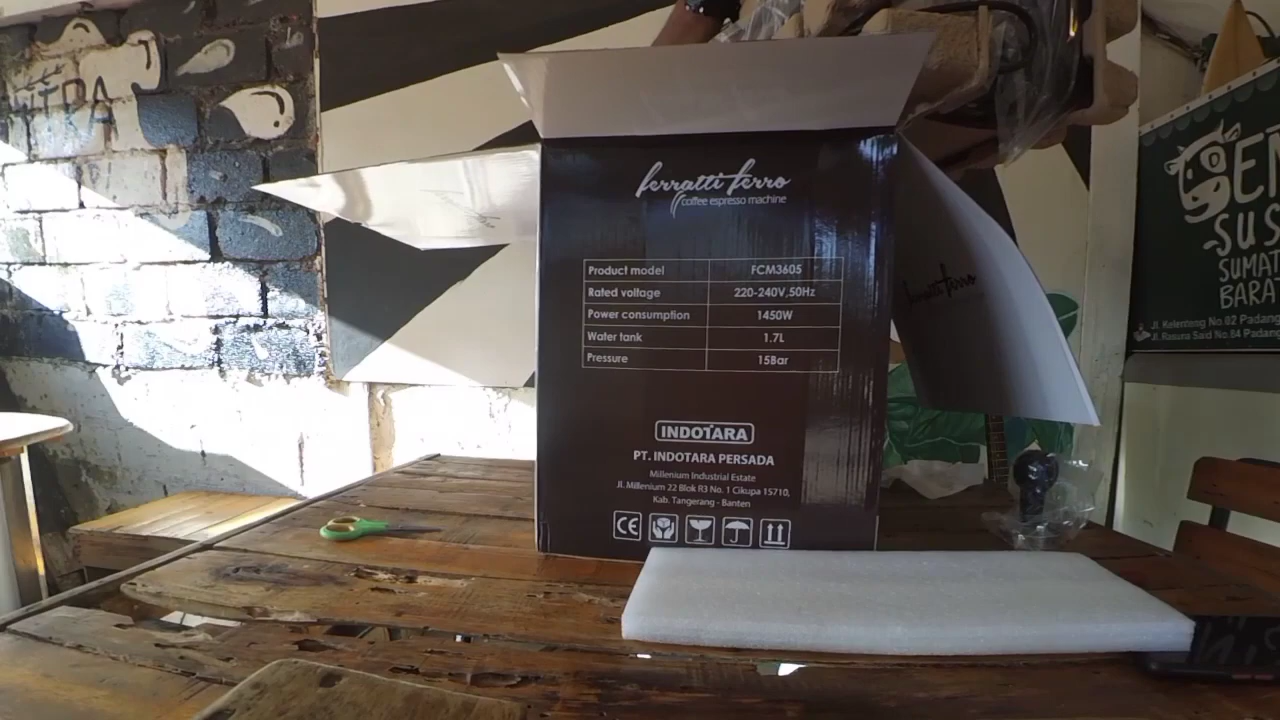 ferratti ferro
coffee espresso machine
Product model FCM3605
Rated voltage 220-240V,50Hz
Power consumption 1450W
Water tank 1.7L
Pressure 15Bar
INDOTARA
PT. INDOTARA PERSADA
Millenium Industrial Estate
Jl. Millenium 22 Blok R3 No. 1 Cikupa 15710,
Kab. Tangerang - Banten
CE
ferratti ferro
SUMAT
BARA
Jl. Kelenteng No.02 Padang
Jl. Rasuna Said No.84 Padang